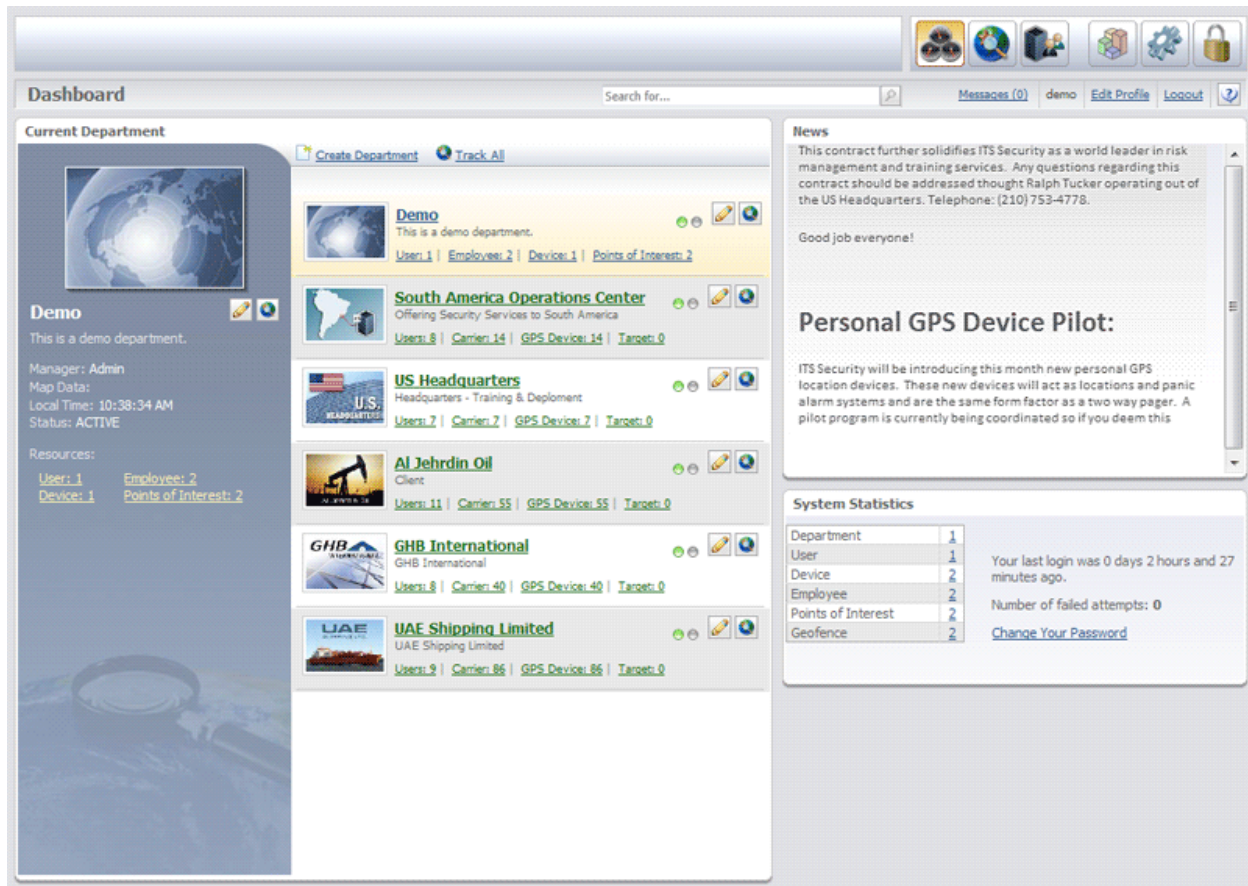 Dashboard
Search for...
Messages (0) demo Edit Profile Logout
Current Department
Demo
This is a demo department.
Manager: Admin
Map Data:
Local Time: 10:38:34 AM
Status: ACTIVE
Resources:
User: 1 Employee: 2
Device: 1 Points of Interest: 2
Create Department Track All
Demo
This is a demo department.
User: 1 | Employee: 2 | Device: 1 | Points of Interest: 2
South America Operations Center
Offering Security Services to South America
Users: 8 | Carrier: 14 | GPS Device: 14 | Target: 0
U.S.
HEADQUARTERS
US Headquarters
Headquarters - Training & Deploment
Users: 7 | Carrier: 7 | GPS Device: 7 | Target: 0
Al Jehrdin Oil
Client
Users: 11 | Carrier: 55 | GPS Device: 55 | Target: 0
GHB
GHB International
GHB International
Users: 8 | Carrier: 40 | GPS Device: 40 | Target: 0
UAE
UAE Shipping Limited
UAE Shipping Limited
Users: 9 | Carrier: 86 | GPS Device: 86 | Target: 0
News
This contract further solidifies ITS Security as a world leader in risk
management and training services. Any questions regarding this
contract should be addressed thought Ralph Tucker operating out of
the US Headquarters. Telephone: (210) 753-4778.
Good job everyone!
Personal GPS Device Pilot:
ITS Security will be introducing this month new personal GPS
location devices. These new devices will act as locations and panic
alarm systems and are the same form factor as a two way pager. A
pilot program is currently being coordinated so if you deem this
System Statistics
Department 1
User 1
Device 2
Employee 2
Points of Interest 2
Geofence 2
Your last login was 0 days 2 hours and 27
minutes ago.
Number of failed attempts: 0
Change Your Password